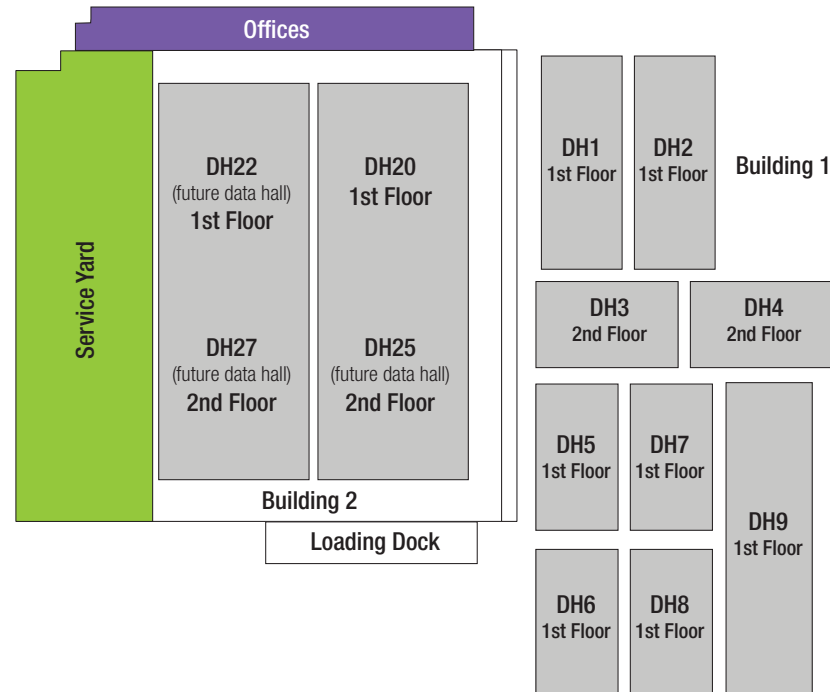 Offices
Service Yard
DH22
(future data hall)
1st Floor
DH20
1st Floor
DH27
(future data hall)
2nd Floor
DH25
(future data hall)
2nd Floor
Building 2
Loading Dock
DH1
1st Floor
DH2
1st Floor
Building 1
DH3
2nd Floor
DH4
2nd Floor
DH5
1st Floor
DH7
1st Floor
DH9
1st Floor
DH6
1st Floor
DH8
1st Floor